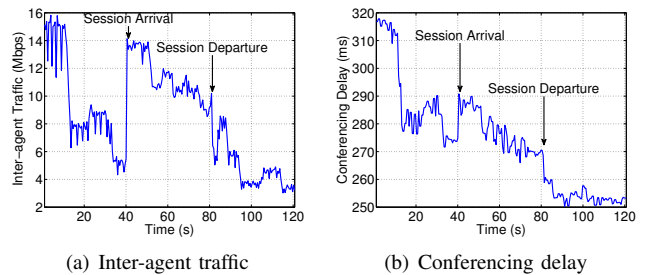 Inter-agent Traffic (Mbps)
16
14
12
10
8
6
4
2
20
40
60
80
100
120
Time (s)
Session Arrival
Session Departure
(a) Inter-agent traffic
Conferencing Delay (ms)
320
310
300
290
280
270
260
250
0
20
40
60
80
100
120
Time (s)
Session Arrival
Session Departure
(b) Conferencing delay